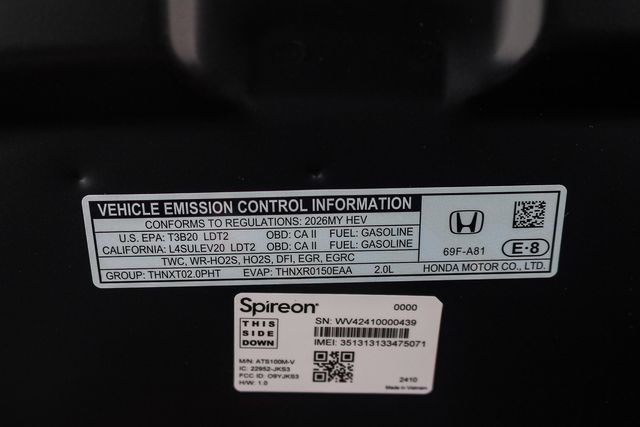 VEHICLE EMISSION CONTROL INFORMATION
CONFORMS TO REGULATIONS: 2026MY HEV
U.S. EPA: T3B20 LDT2 OBD: CA II FUEL: GASOLINE
CALIFORNIA: L4SULEV20 LDT2 OBD: CA II FUEL: GASOLINE
TWC, WR-HO2S, HO2S, DFI, EGR, EGRC
GROUP: THNXT02.0PHT EVAP: THNXR0150EAA 2.0L
69F-A81
E-8
HONDA MOTOR CO., LTD.
Spireon 0000
THIS
SIDE
DOWN
SN: WV42410000439
IMEI: 351313133475071
M/N: ATS100M-V
IC: 22952-JKS3
FCC ID: O9YJKS3
H/W: 1.0
2410
Made in Vietnam